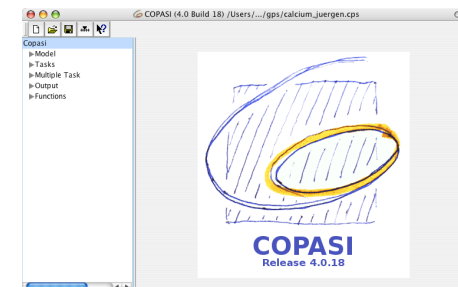 COPASI (4.0 Build 18) /Users/.../gps/calcium_juergen.cps
Copasi
Model
Tasks
Multiple Task
Output
Functions
COPASI
Release 4.0.18